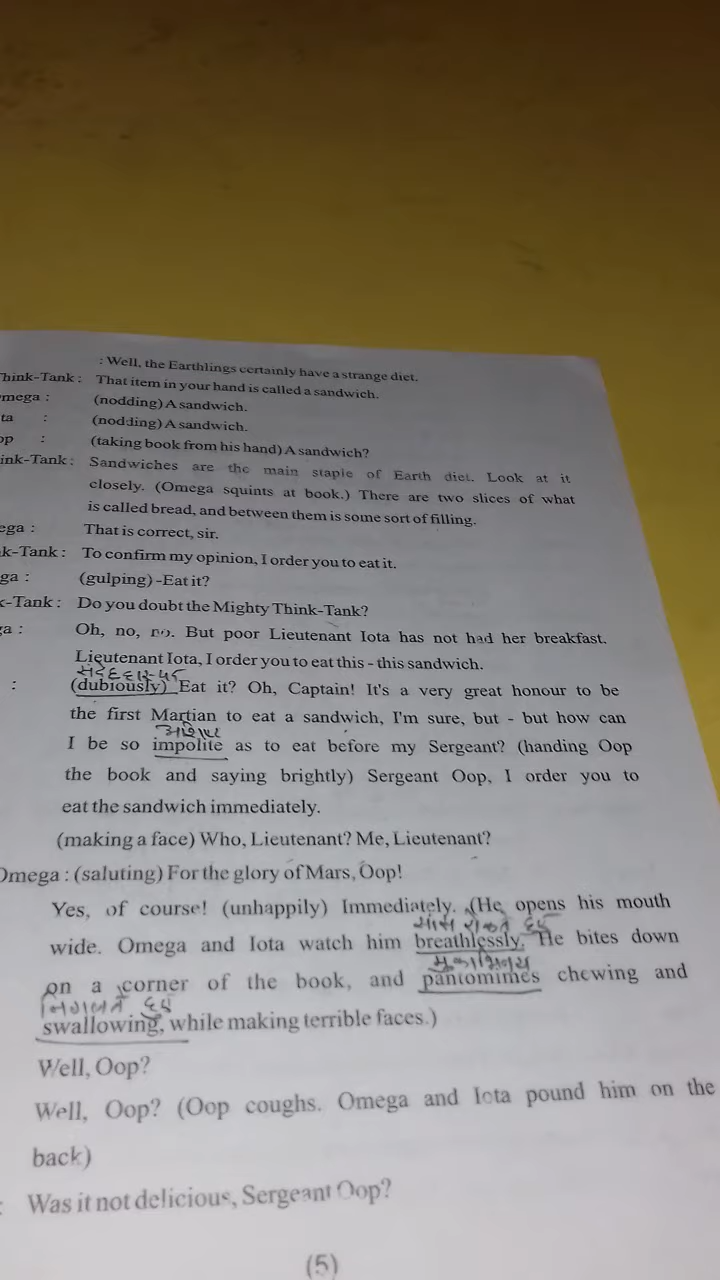 : Well, the Earthlings certainly have a strange diet.
hink-Tank : That item in your hand is called a sandwich.
mega : (nodding) A sandwich.
ta : (nodding) A sandwich.
op : (taking book from his hand) A sandwich?
ink-Tank : Sandwiches are the main staple of Earth diet. Look at it
closely. (Omega squints at book.) There are two slices of what
is called bread, and between them is some sort of filling.
ega : That is correct, sir.
k-Tank : To confirm my opinion, I order you to eat it.
ga : (gulping) -Eat it?
-Tank : Do you doubt the Mighty Think-Tank?
a : Oh, no, no. But poor Lieutenant Iota has not had her breakfast.
Lieutenant Iota, I order you to eat this - this sandwich.
: (dubiously) Eat it? Oh, Captain! It's a very great honour to be
the first Martian to eat a sandwich, I'm sure, but - but how can
I be so impolite as to eat before my Sergeant? (handing Oop
the book and saying brightly) Sergeant Oop, I order you to
eat the sandwich immediately.
(making a face) Who, Lieutenant? Me, Lieutenant?
Omega : (saluting) For the glory of Mars, Oop!
Yes, of course! (unhappily) Immediately. (He opens his mouth
wide. Omega and Iota watch him breathlessly. He bites down
on a corner of the book, and pantomimes chewing and
swallowing, while making terrible faces.)
Well, Oop?
Well, Oop? (Oop coughs. Omega and Iota pound him on the
back)
: Was it not delicious, Sergeant Oop?
(5)